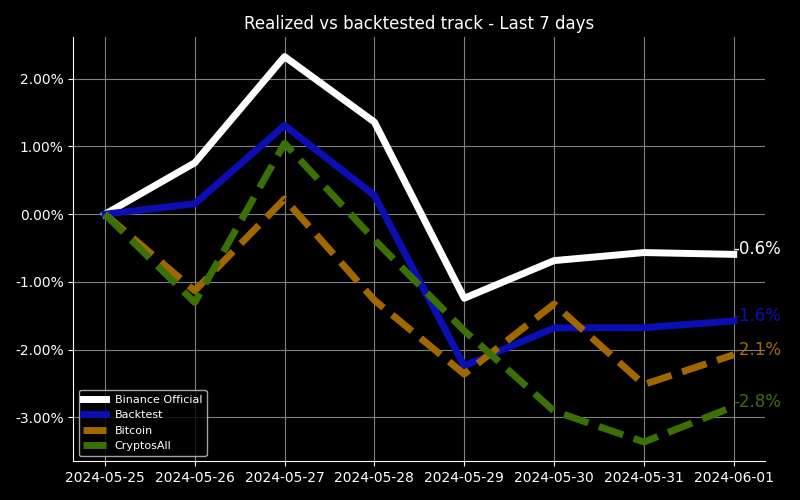 Realized vs backtested track - Last 7 days
2.00%
1.00%
0.00%
-1.00%
-2.00%
-3.00%
-0.6%
-1.6%
-2.1%
-2.8%
Binance Official
Backtest
Bitcoin
CryptosAll
2024-05-25 2024-05-26 2024-05-27 2024-05-28 2024-05-29 2024-05-30 2024-05-31 2024-06-01